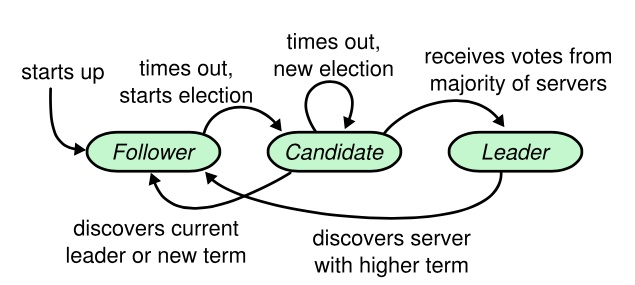 starts up
times out,
starts election
times out,
new election
receives votes from
majority of servers
Follower
Candidate
Leader
discovers current
leader or new term
discovers server
with higher term